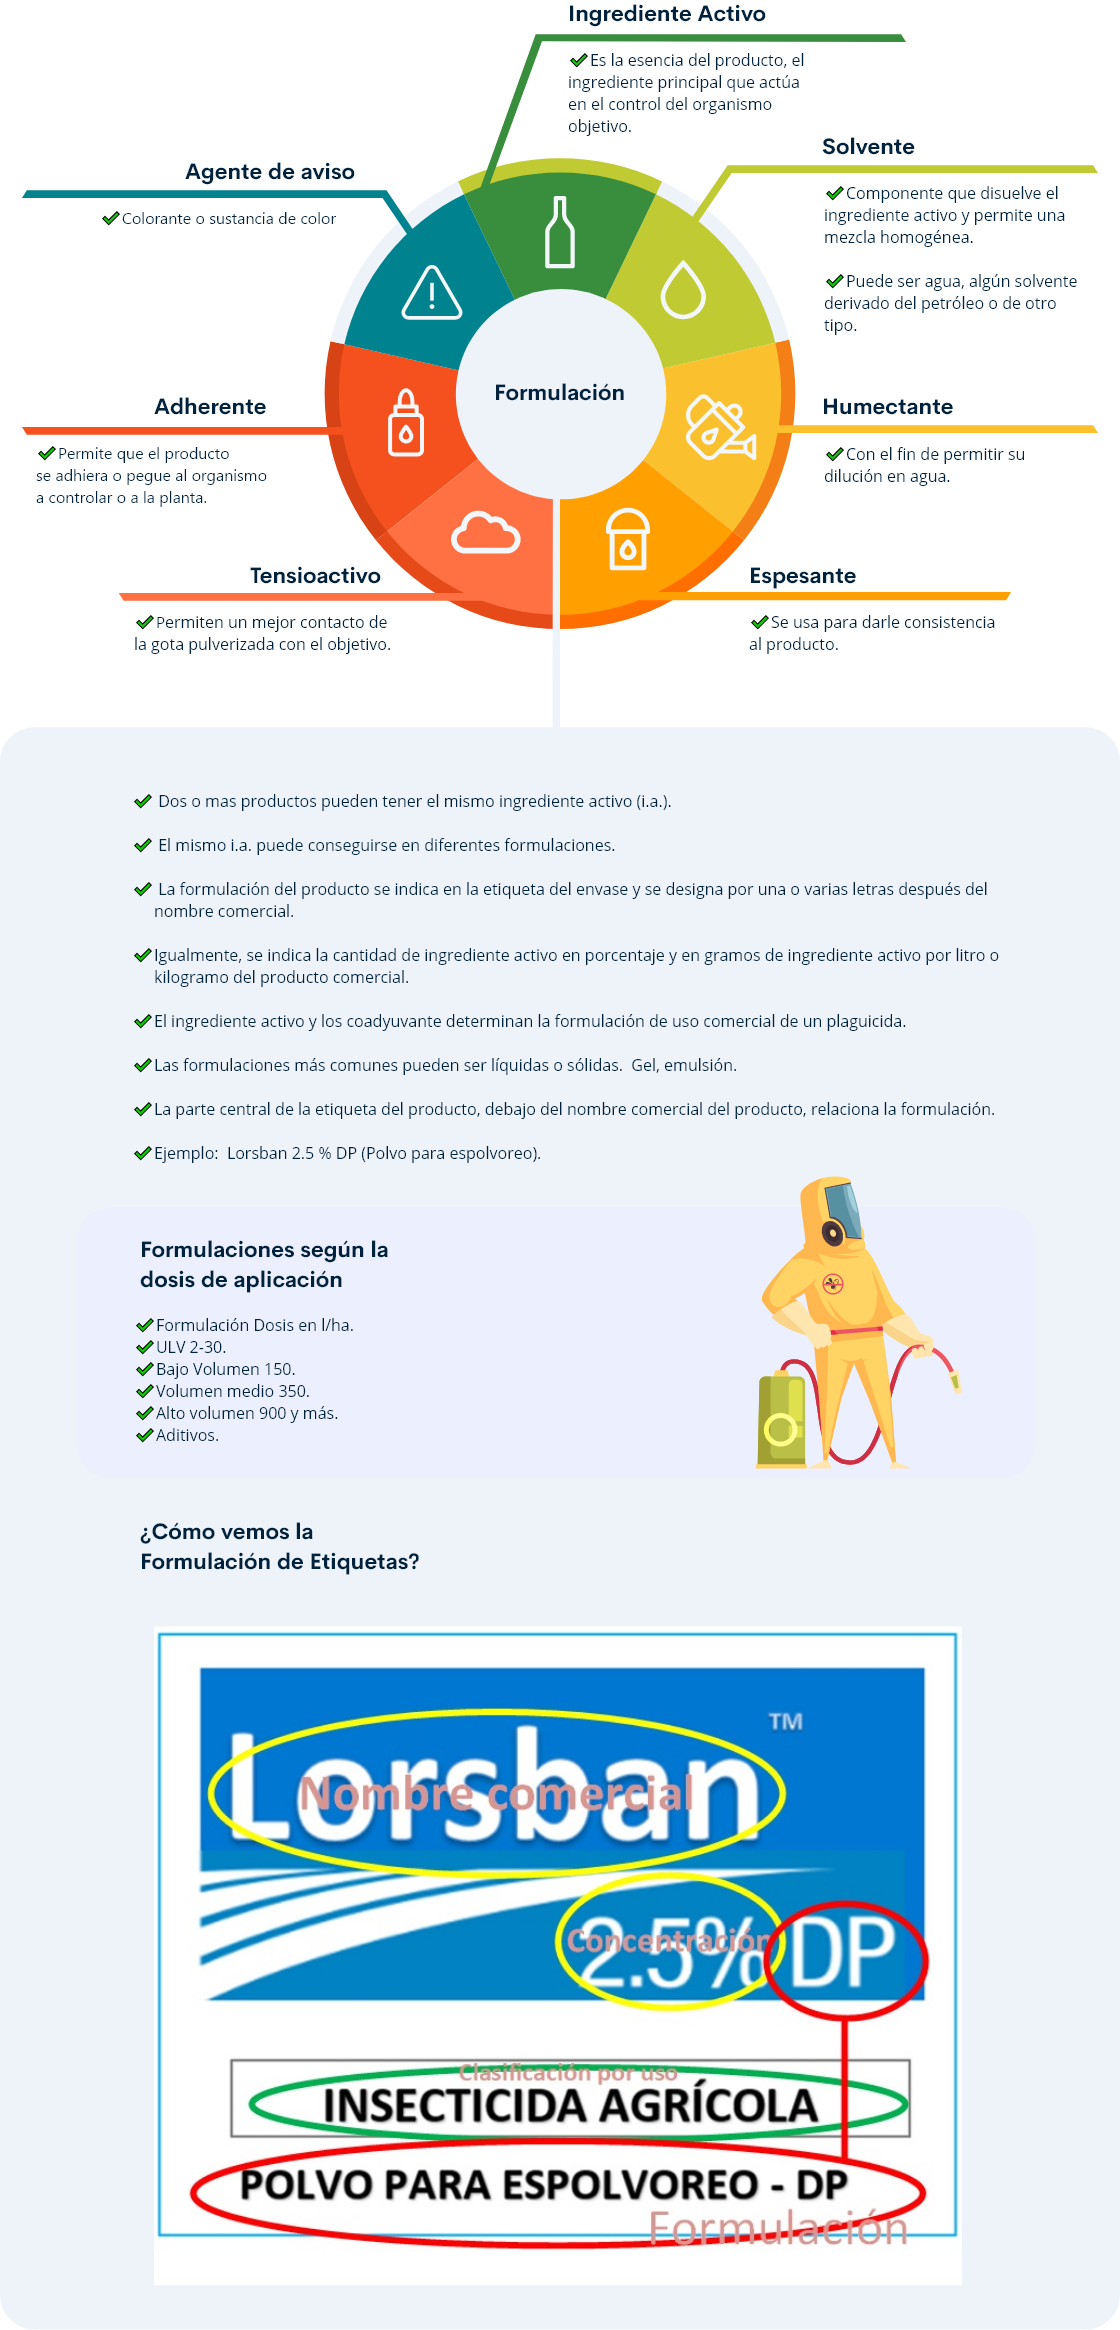 Ingrediente Activo
Es la esencia del producto, el
ingrediente principal que actúa
en el control del organismo
objetivo.
Solvente
Componente que disuelve el
ingrediente activo y permite una
mezcla homogénea.
Puede ser agua, algún solvente
derivado del petróleo o de otro
tipo.
Agente de aviso
Colorante o sustancia de color
Formulación
Adherente
Permite que el producto
se adhiera o pegue al organismo
a controlar o a la planta.
Humectante
Con el fin de permitir su
dilución en agua.
Tensioactivo
Permiten un mejor contacto de
la gota pulverizada con el objetivo.
Espesante
Se usa para darle consistencia
al producto.
Dos o mas productos pueden tener el mismo ingrediente activo (i.a.).
El mismo i.a. puede conseguirse en diferentes formulaciones.
La formulación del producto se indica en la etiqueta del envase y se designa por una o varias letras después del
nombre comercial.
Igualmente, se indica la cantidad de ingrediente activo en porcentaje y en gramos de ingrediente activo por litro o
kilogramo del producto comercial.
El ingrediente activo y los coadyuvante determinan la formulación de uso comercial de un plaguicida.
Las formulaciones más comunes pueden ser líquidas o sólidas.  Gel, emulsión.
La parte central de la etiqueta del producto, debajo del nombre comercial del producto, relaciona la formulación.
Ejemplo:  Lorsban 2.5 % DP (Polvo para espolvoreo).
Formulaciones según la
dosis de aplicación
Formulación Dosis en l/ha.
ULV 2-30.
Bajo Volumen 150.
Volumen medio 350.
Alto volumen 900 y más.
Aditivos.
¿Cómo vemos la
Formulación de Etiquetas?
Lorsban TM
Nombre comercial
2.5% DP
Concentración
Clasificación por uso
INSECTICIDA AGRÍCOLA
POLVO PARA ESPOLVOREO - DP
Formulación